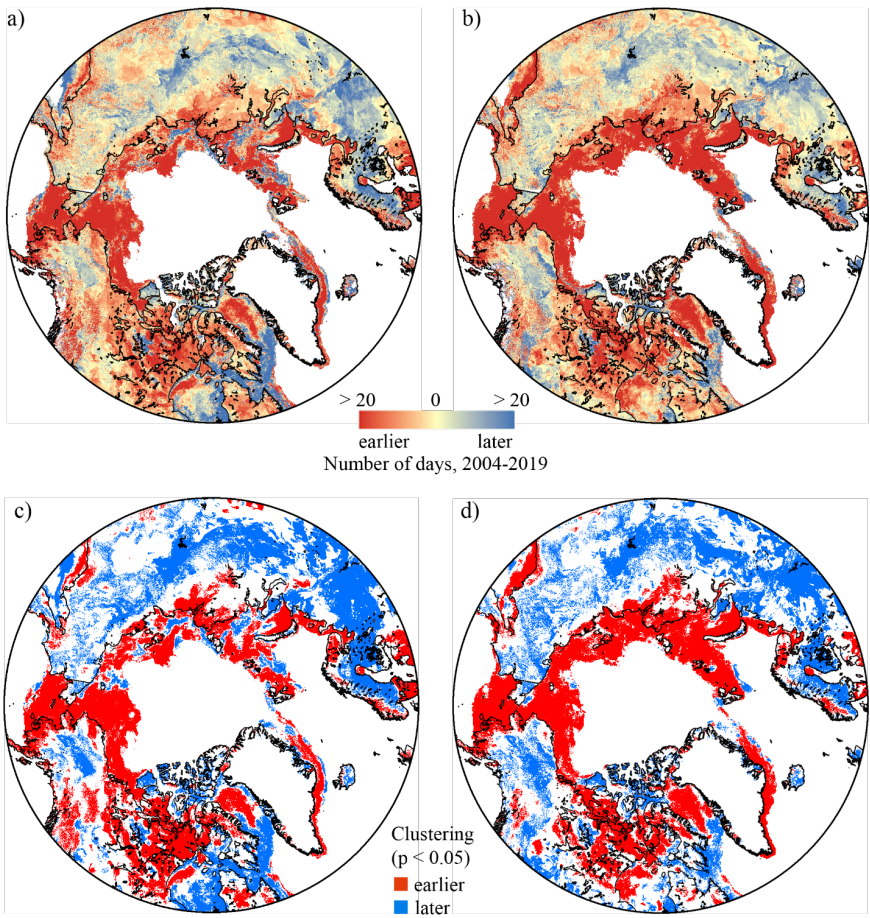 a)
b)
> 20
0
> 20
earlier
later
Number of days, 2004-2019
c)
d)
Clustering
(p < 0.05)
earlier
later